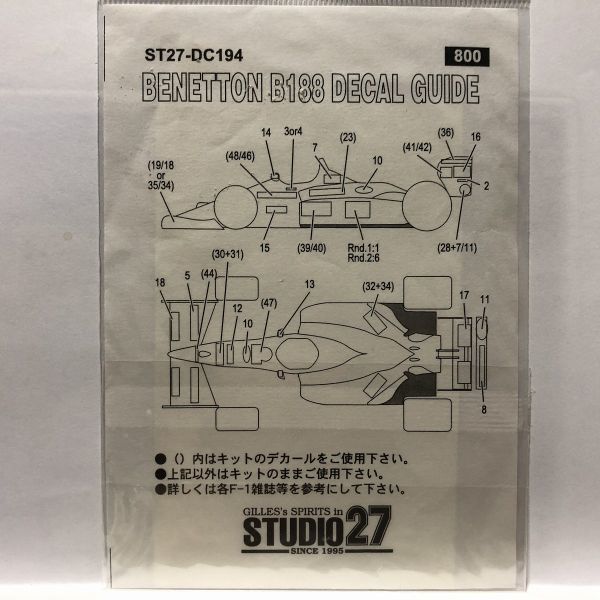 ST27-DC194
800
BENETTON B188 DECAL GUIDE
(36)
14
3or4
(23)
(41/42)
16
7
10
(48/46)
(19/18
or
35/34)
2
15
(39/40)
Rnd.1:1
Rnd.2:6
(28+7/11)
(30+31)
(44)
5
18
13
(32+34)
12
10
(47)
17
11
8
●（）内はキットのデカールをご使用下さい。
●上記以外はキットのままご使用下さい。
●詳しくは各F-1雑誌等を参考にして下さい。
GILLES's SPIRITS in
STUDIO27
SINCE 1995